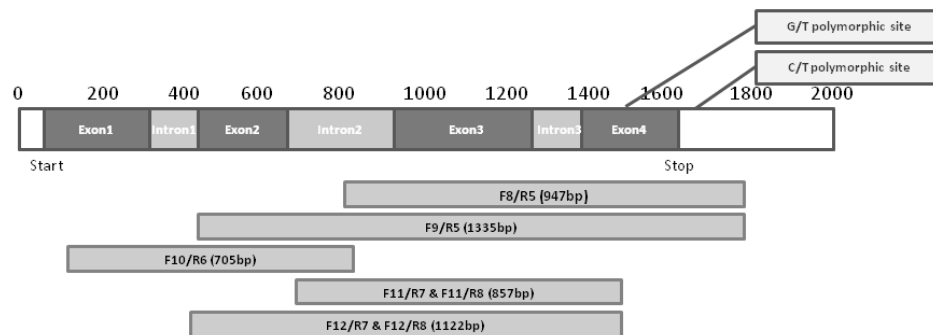 G/T polymorphic site
C/T polymorphic site
0 200 400 600 800 1000 1200 1400 1600 1800 2000
Exon1 Intron1 Exon2 Intron2 Exon3 Intron3 Exon4
Start Stop
F8/R5 (947bp)
F9/R5 (1335bp)
F10/R6 (705bp)
F11/R7 & F11/R8 (857bp)
F12/R7 & F12/R8 (1122bp)